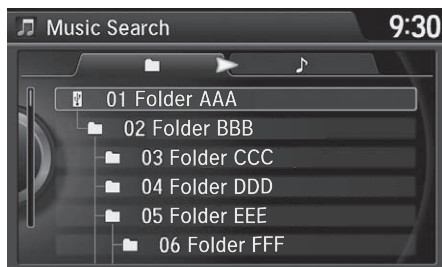 Music Search 9:30
01 Folder AAA
02 Folder BBB
03 Folder CCC
04 Folder DDD
05 Folder EEE
06 Folder FFF